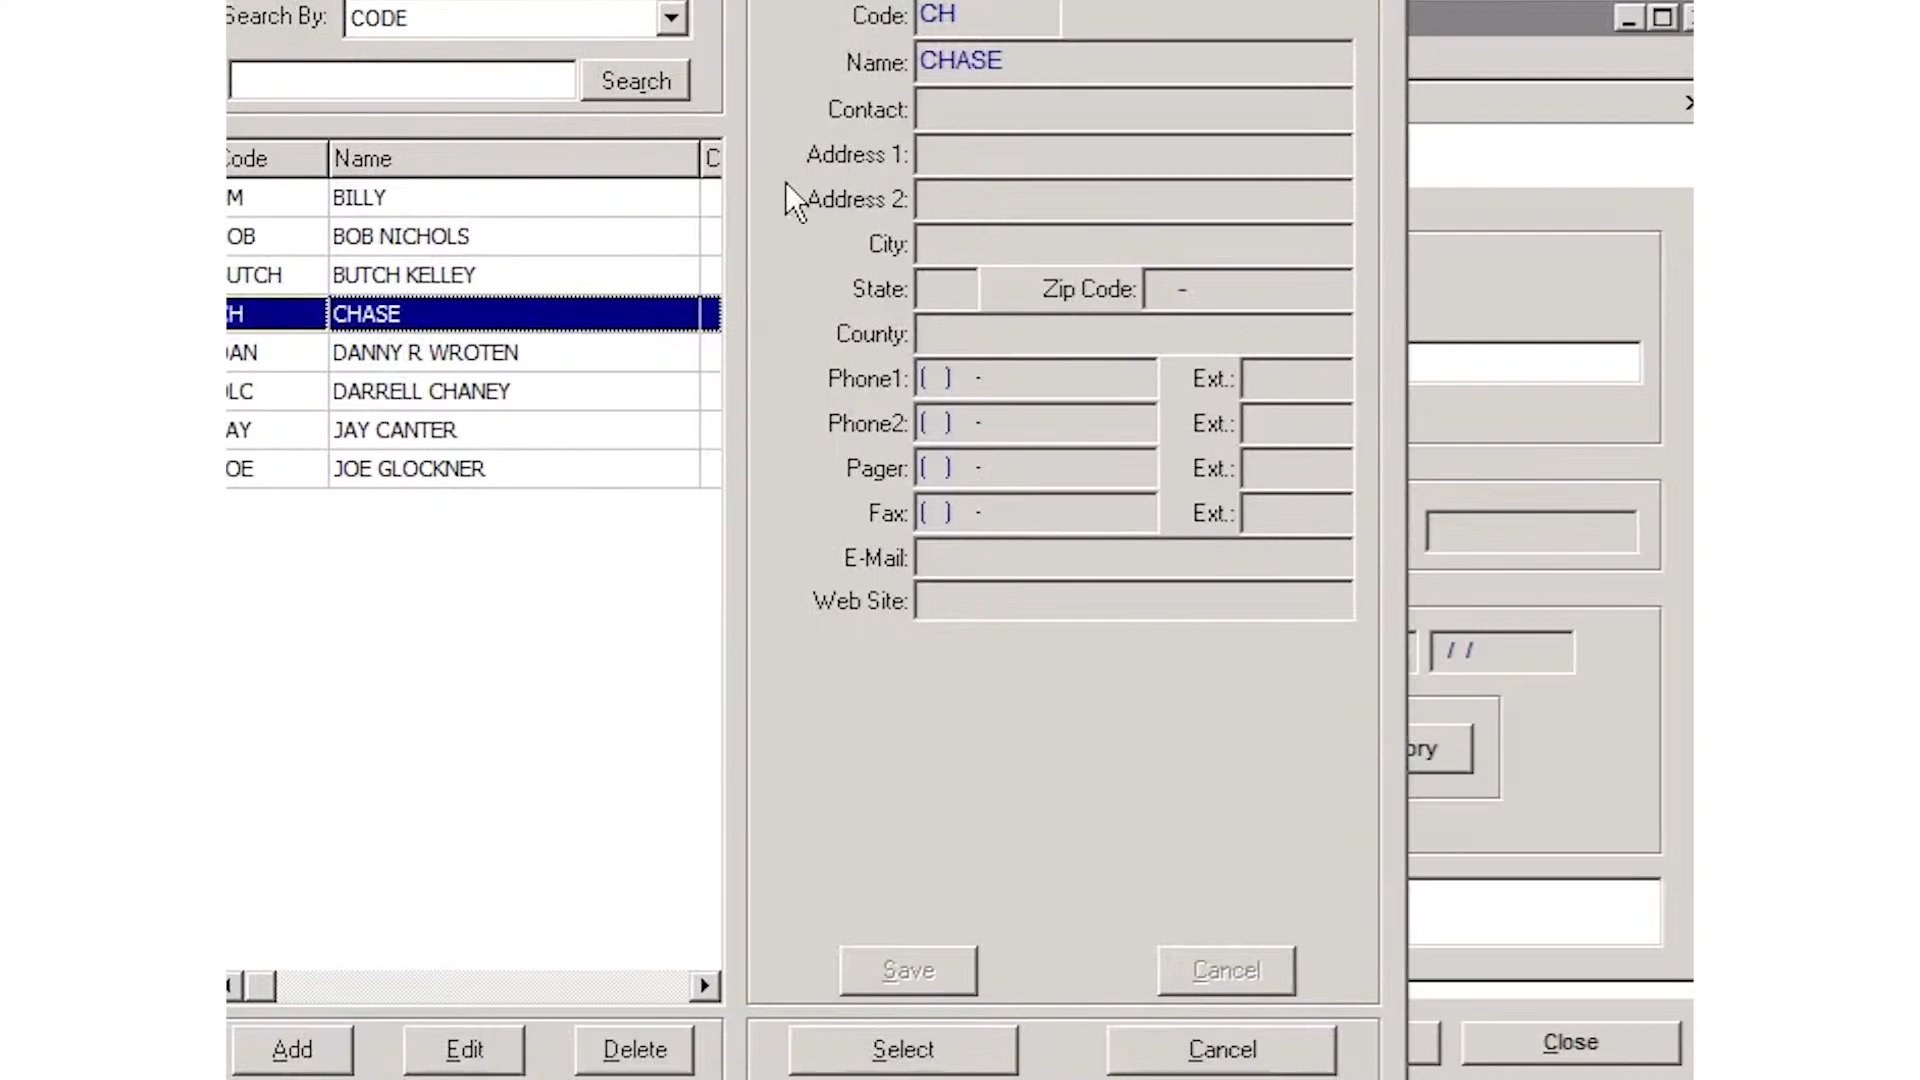 Search By: CODE
Search
Code Name C
M BILLY
OB BOB NICHOLS
UTCH BUTCH KELLEY
CH CHASE
DAN DANNY R WROTEN
DLC DARRELL CHANEY
AY JAY CANTER
OE JOE GLOCKNER
Add Edit Delete
Code: CH
Name: CHASE
Contact:
Address 1:
Address 2:
City:
State: Zip Code: -
County:
Phone1: ( ) - Ext.:
Phone2: ( ) - Ext.:
Pager: ( ) - Ext.:
Fax: ( ) - Ext.:
E-Mail:
Web Site:
Save Cancel
Select Cancel
/ /
ory
Close